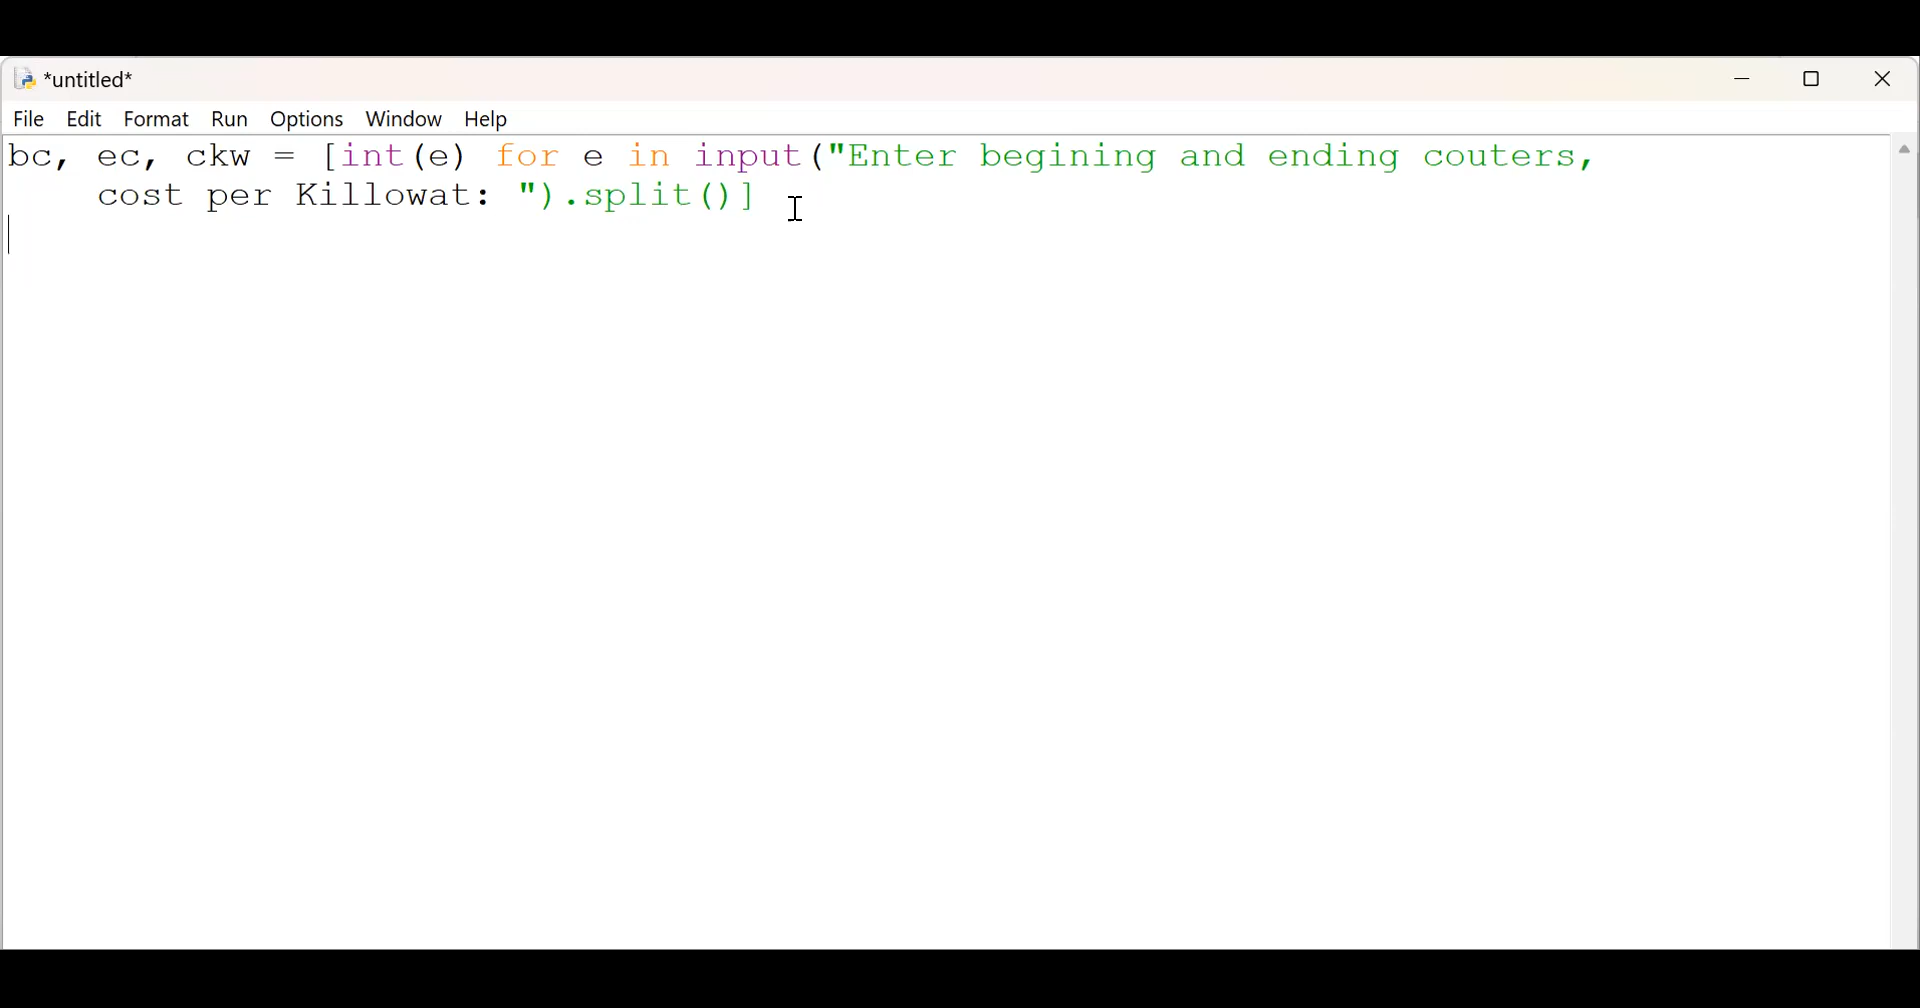 *untitled*
File Edit Format Run Options Window Help
bc, ec, ckw = [int(e) for e in input("Enter begining and ending couters,
cost per Killowat: ").split()]